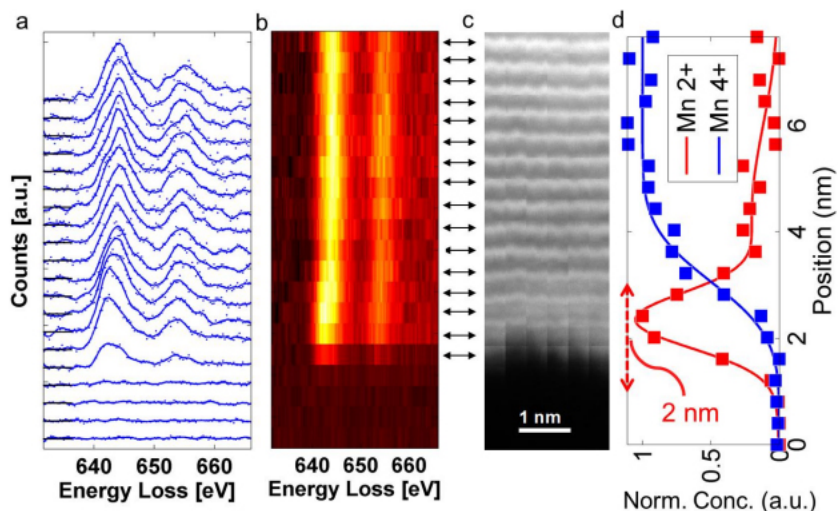 a
b
c
d
Counts [a.u.]
640 650 660
Energy Loss [eV]
640 650 660
Energy Loss [eV]
1 nm
Mn 2+
Mn 4+
2 nm
6
4
2
0
Position (nm)
1 0.5 0
Norm. Conc. (a.u.)